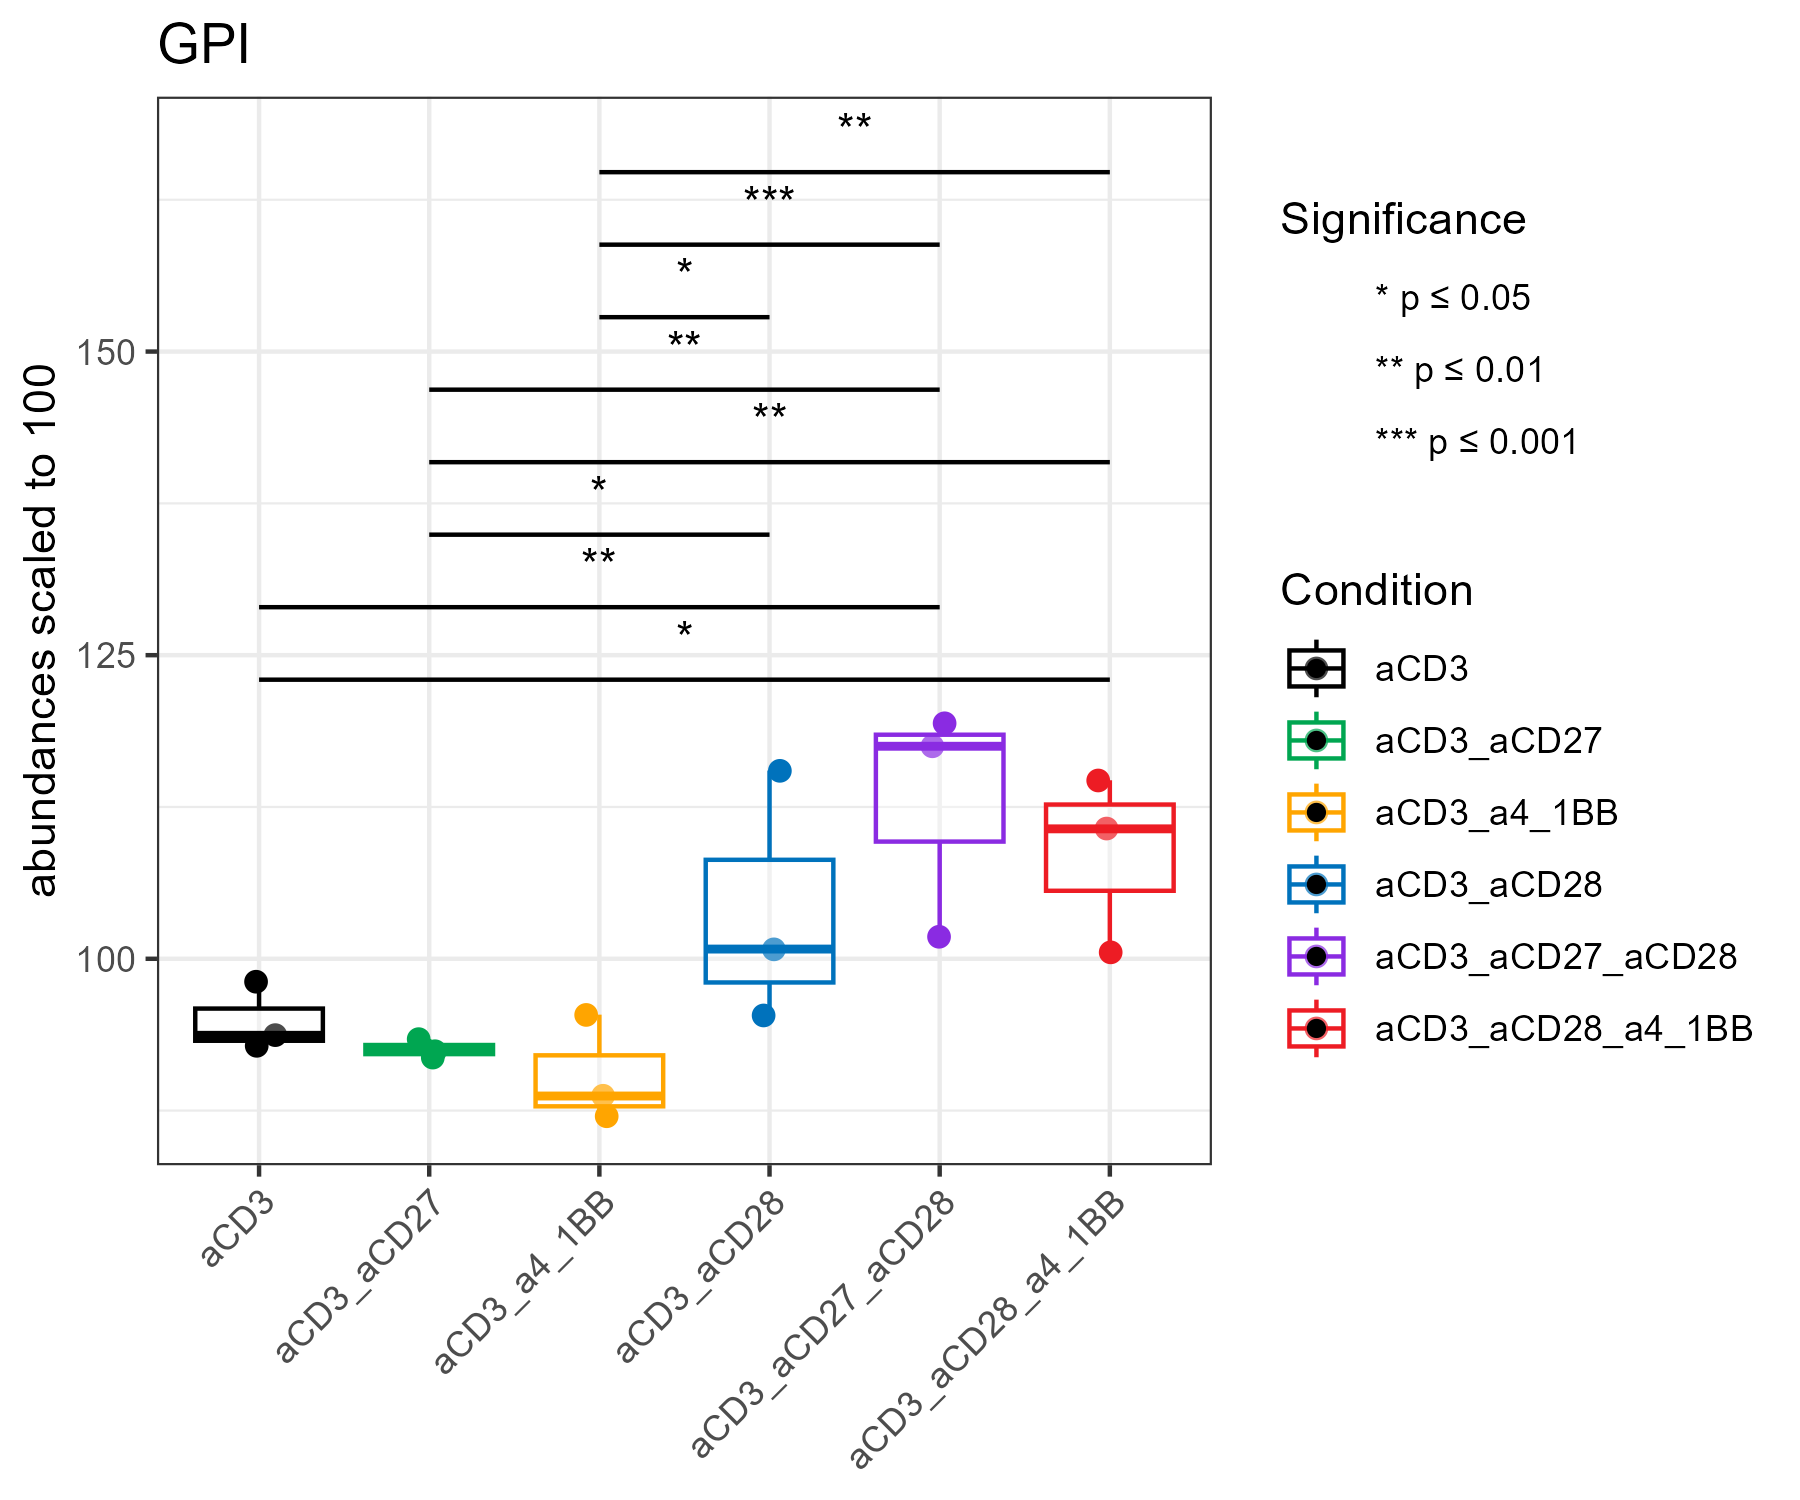 GPI
**
***
*
**
**
*
**
*
abundances scaled to 100
150
125
100
aCD3
aCD3_aCD27
aCD3_a4_1BB
aCD3_aCD28
aCD3_aCD27_aCD28
aCD3_aCD28_a4_1BB
Significance
* p ≤ 0.05
** p ≤ 0.01
*** p ≤ 0.001
Condition
aCD3
aCD3_aCD27
aCD3_a4_1BB
aCD3_aCD28
aCD3_aCD27_aCD28
aCD3_aCD28_a4_1BB